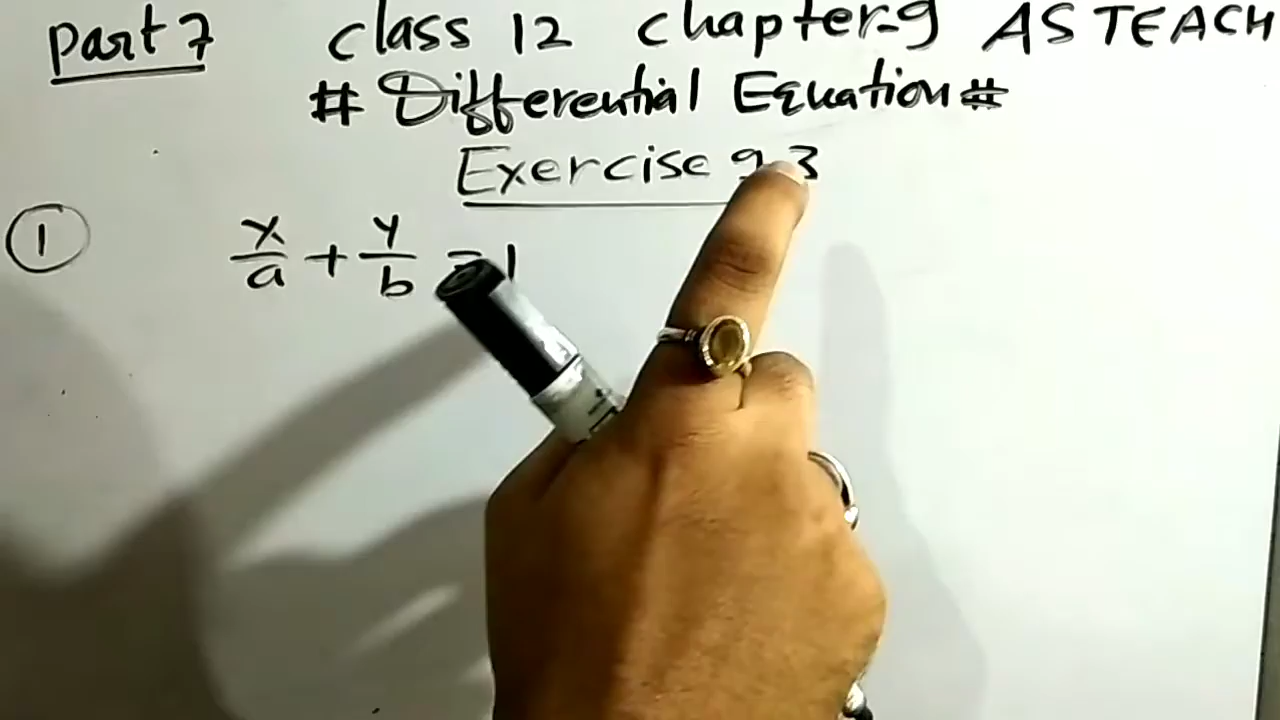 Part 7 class 12 chapter-9 AS TEACH
# Differential Equation #
Exercise 9.3
1 x/a + y/b = 1